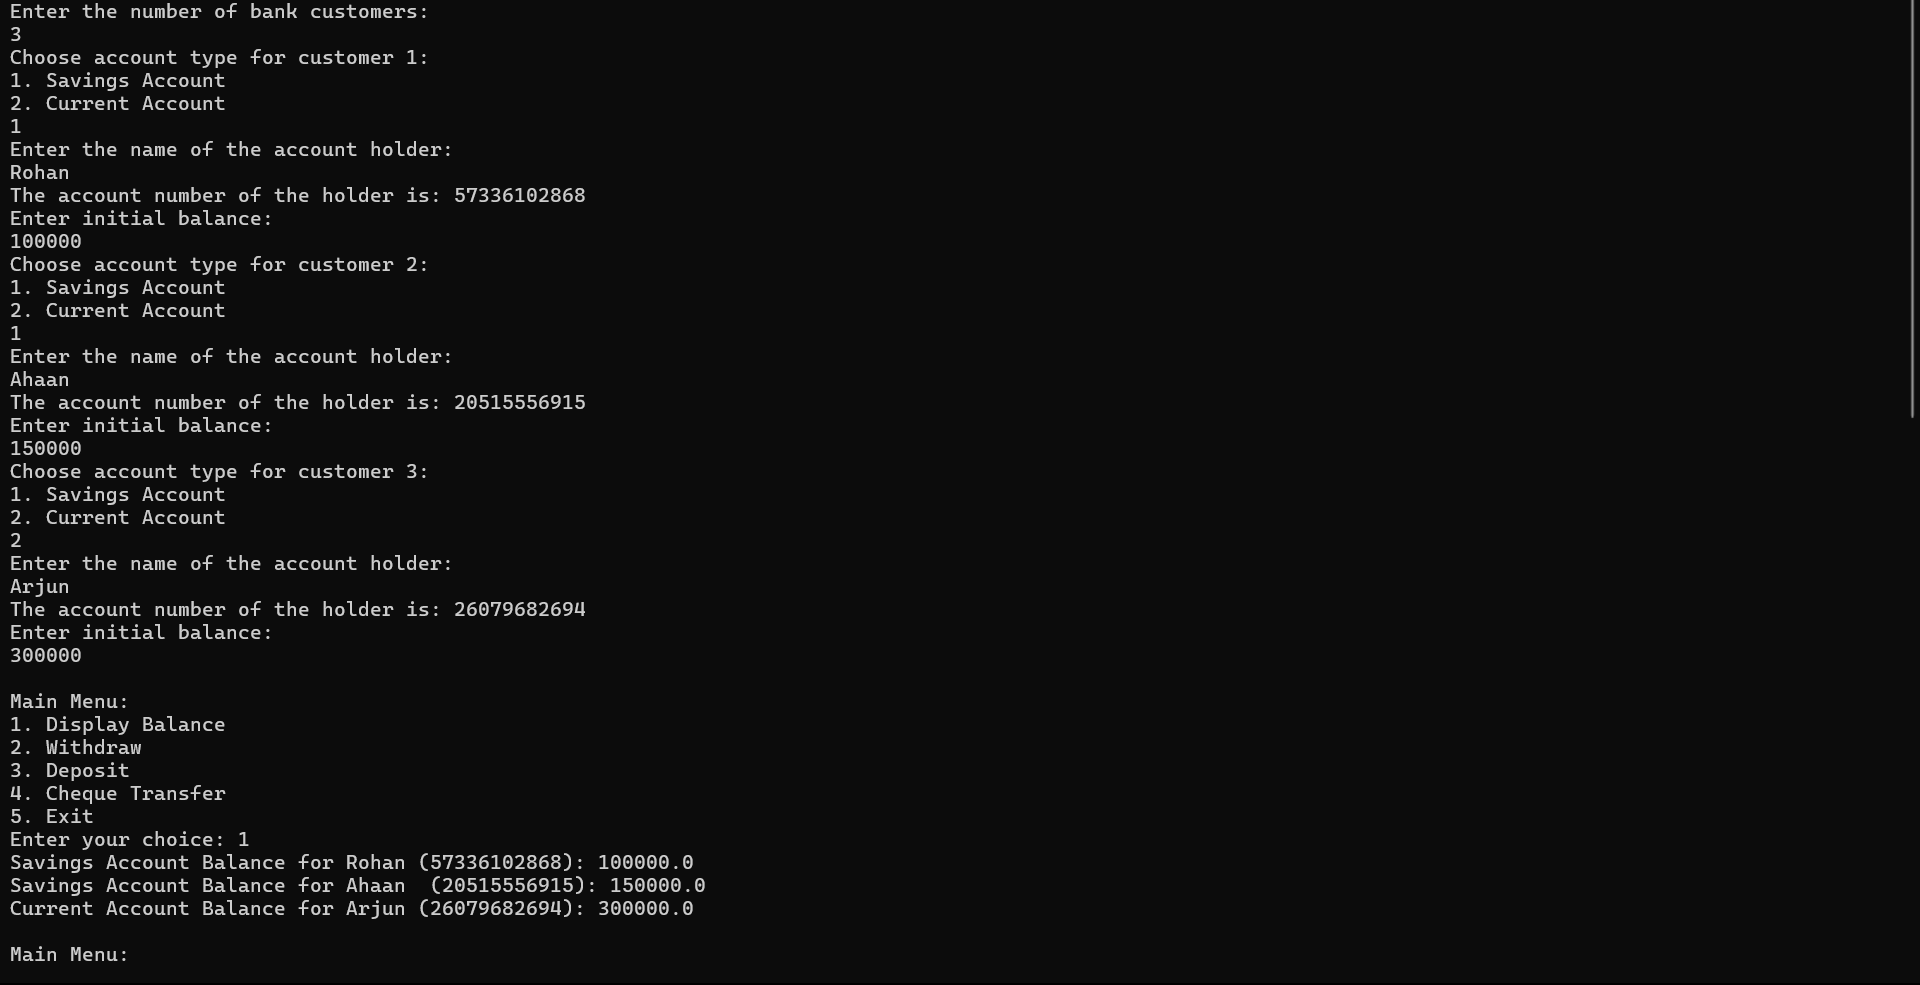 Enter the number of bank customers:
3
Choose account type for customer 1:
1. Savings Account
2. Current Account
1
Enter the name of the account holder:
Rohan
The account number of the holder is: 57336102868
Enter initial balance:
100000
Choose account type for customer 2:
1. Savings Account
2. Current Account
1
Enter the name of the account holder:
Ahaan
The account number of the holder is: 20515556915
Enter initial balance:
150000
Choose account type for customer 3:
1. Savings Account
2. Current Account
2
Enter the name of the account holder:
Arjun
The account number of the holder is: 26079682694
Enter initial balance:
300000

Main Menu:
1. Display Balance
2. Withdraw
3. Deposit
4. Cheque Transfer
5. Exit
Enter your choice: 1
Savings Account Balance for Rohan (57336102868): 100000.0
Savings Account Balance for Ahaan  (20515556915): 150000.0
Current Account Balance for Arjun (26079682694): 300000.0

Main Menu: